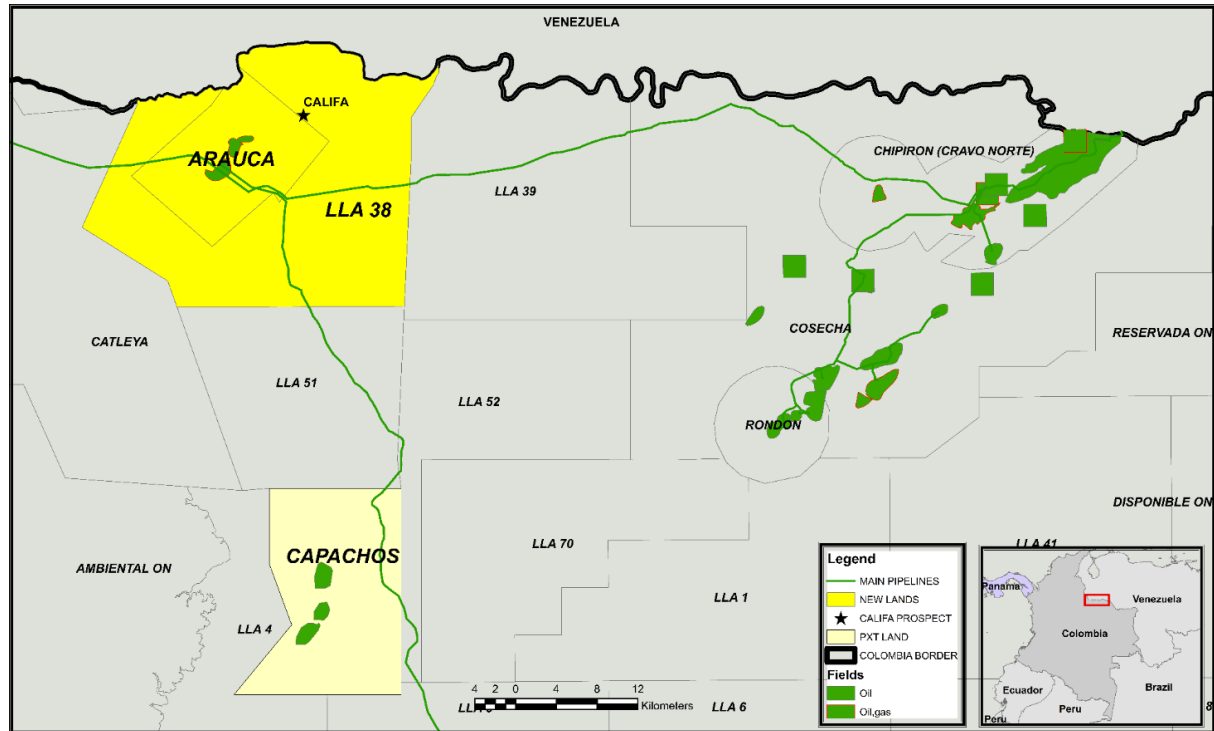 VENEZUELA
CALIFA
ARAUCA
CHIPIRON (CRAVO NORTE)
LLA 39
LLA 38
COSECHA
RESERVADA ON
CATLEYA
LLA 51
LLA 52
RONDON
DISPONIBLE ON
LLA 70
LLA 41
CAPACHOS
AMBIENTAL ON
LLA 1
LLA 4
LLA 6
Legend
MAIN PIPELINES
NEW LANDS
CALIFA PROSPECT
PXT LAND
COLOMBIA BORDER
Fields
Oil
Oil,gas
4 2 0 4 8 12
Kilometers
Panama
Venezuela
Colombia
Ecuador
Brazil
Peru
Peru